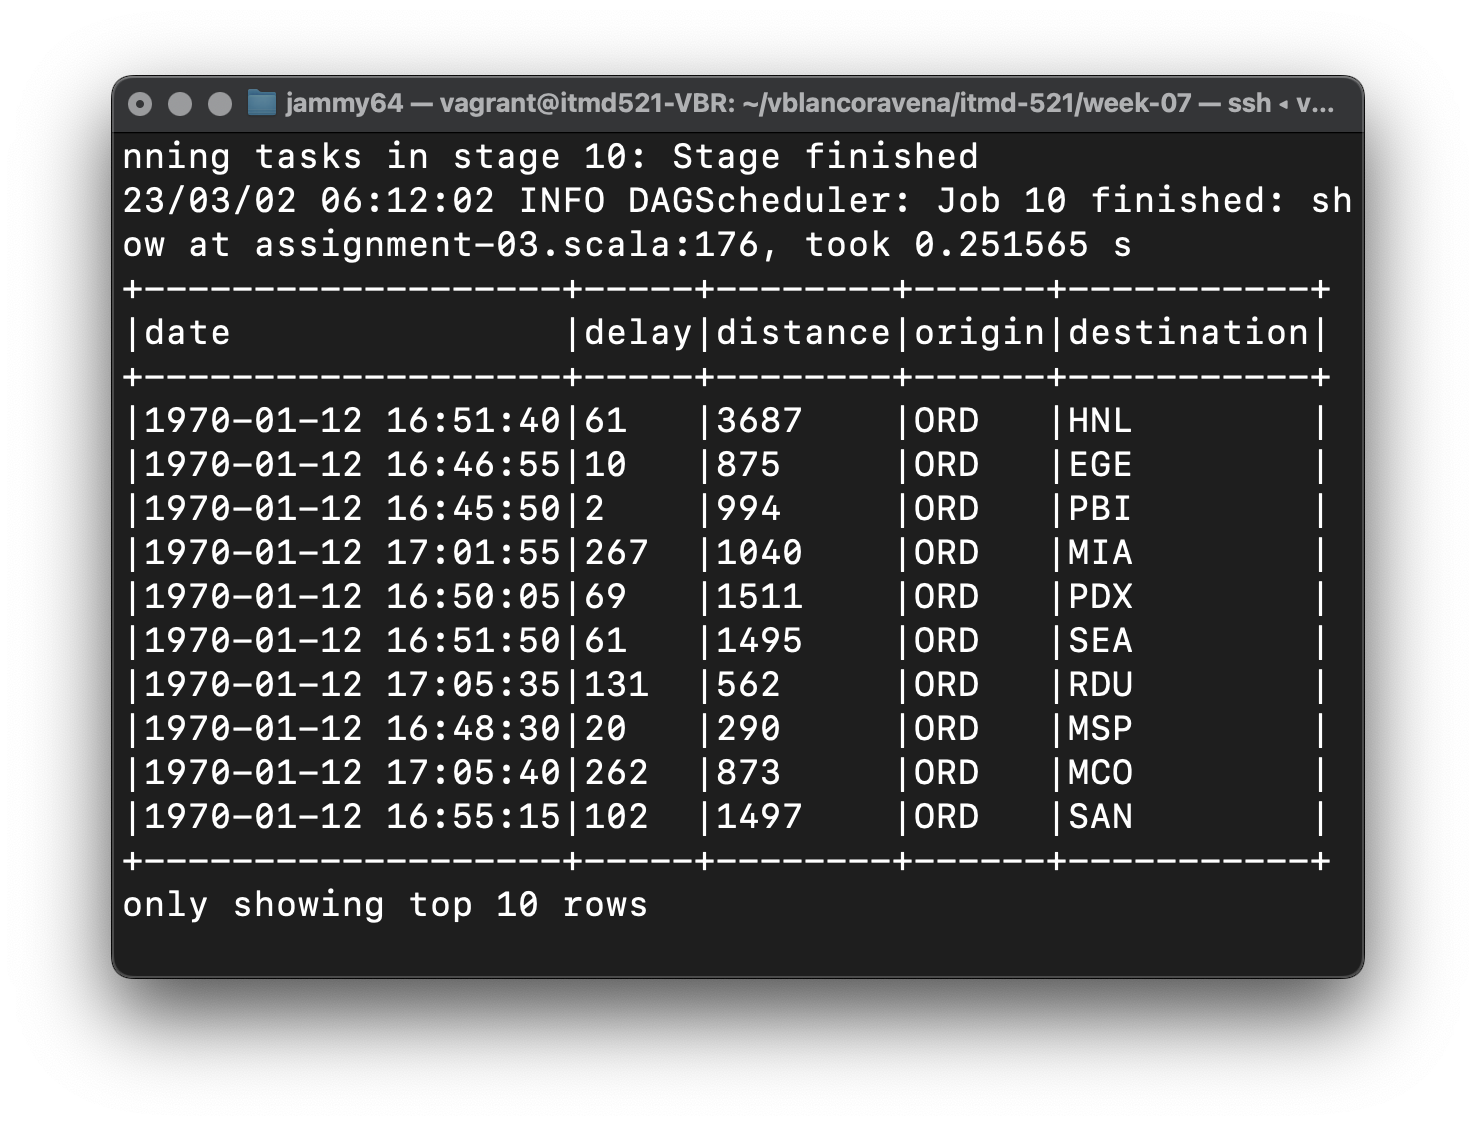 jammy64 — vagrant@itmd521-VBR: ~/vblancoravena/itmd-521/week-07 — ssh ◂ v...
nning tasks in stage 10: Stage finished
23/03/02 06:12:02 INFO DAGScheduler: Job 10 finished: sh
ow at assignment-03.scala:176, took 0.251565 s
+-------------------+-----+--------+------+-----------+
|date               |delay|distance|origin|destination|
+-------------------+-----+--------+------+-----------+
|1970-01-12 16:51:40|61   |3687    |ORD   |HNL        |
|1970-01-12 16:46:55|10   |875     |ORD   |EGE        |
|1970-01-12 16:45:50|2    |994     |ORD   |PBI        |
|1970-01-12 17:01:55|267  |1040    |ORD   |MIA        |
|1970-01-12 16:50:05|69   |1511    |ORD   |PDX        |
|1970-01-12 16:51:50|61   |1495    |ORD   |SEA        |
|1970-01-12 17:05:35|131  |562     |ORD   |RDU        |
|1970-01-12 16:48:30|20   |290     |ORD   |MSP        |
|1970-01-12 17:05:40|262  |873     |ORD   |MCO        |
|1970-01-12 16:55:15|102  |1497    |ORD   |SAN        |
+-------------------+-----+--------+------+-----------+
only showing top 10 rows